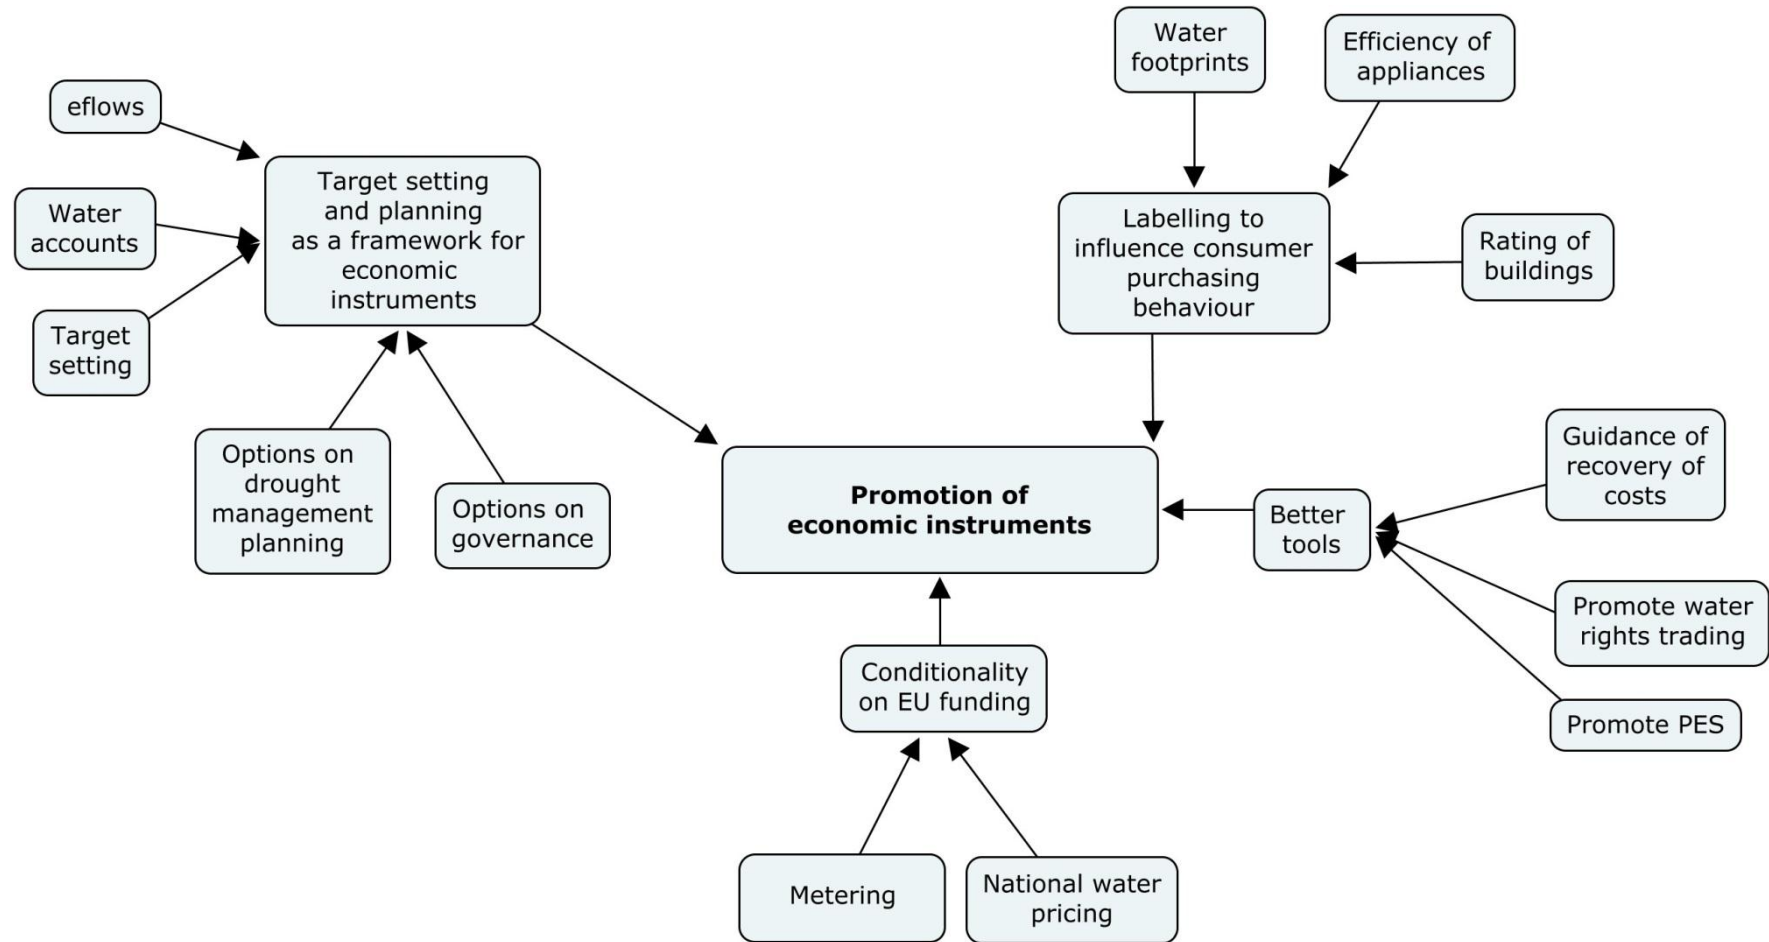 Water
footprints
Efficiency of
appliances
eflows
Target setting
and planning
as a framework for
economic
instruments
Water
accounts
Target
setting
Labelling to
influence consumer
purchasing
behaviour
Rating of
buildings
Options on
drought
management
planning
Options on
governance
Promotion of
economic instruments
Better
tools
Guidance of
recovery of
costs
Promote water
rights trading
Promote PES
Conditionality
on EU funding
Metering
National water
pricing